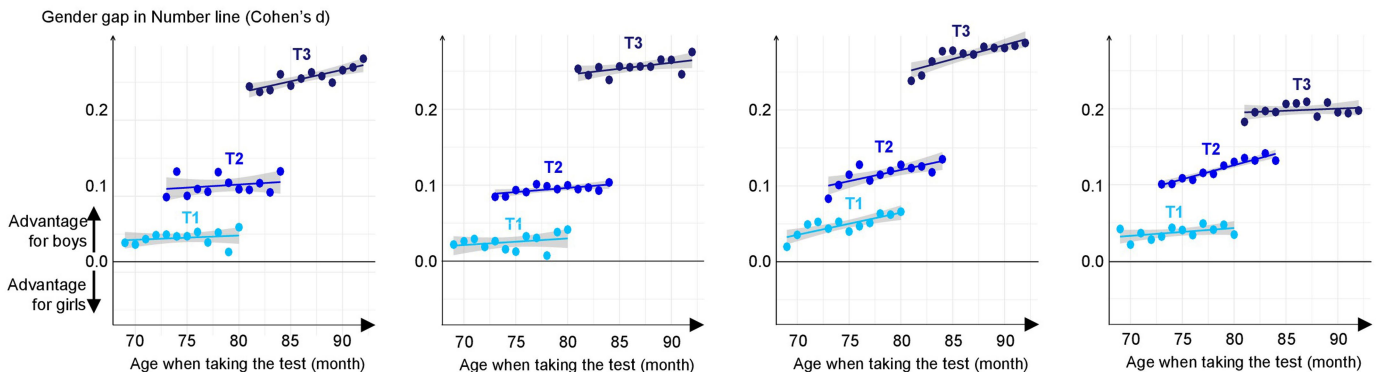 Gender gap in Number line (Cohen's d)
T3
T2
T1
0.2
0.1
0.0
Advantage
for boys
Advantage
for girls
70 75 80 85 90
Age when taking the test (month)
T3
T2
T1
0.2
0.1
0.0
70 75 80 85 90
Age when taking the test (month)
T3
T2
T1
0.2
0.1
0.0
70 75 80 85 90
Age when taking the test (month)
T3
T2
T1
0.2
0.1
0.0
70 75 80 85 90
Age when taking the test (month)